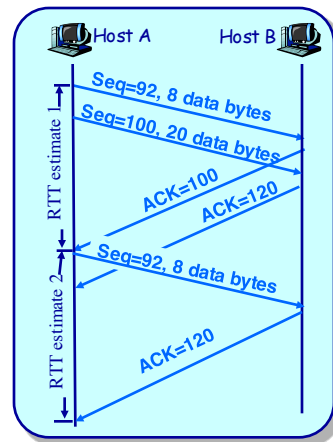 Host A
Host B
Seq=92, 8 data bytes
Seq=100, 20 data bytes
RTT estimate 1
ACK=100
ACK=120
Seq=92, 8 data bytes
RTT estimate 2
ACK=120